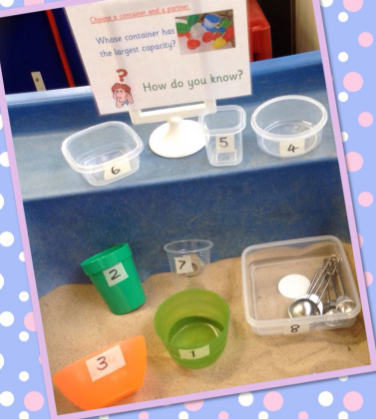 Choose a container and a partner.
Whose container has
the largest capacity?
?
How do you know?
6
5
4
2
7
8
1
3